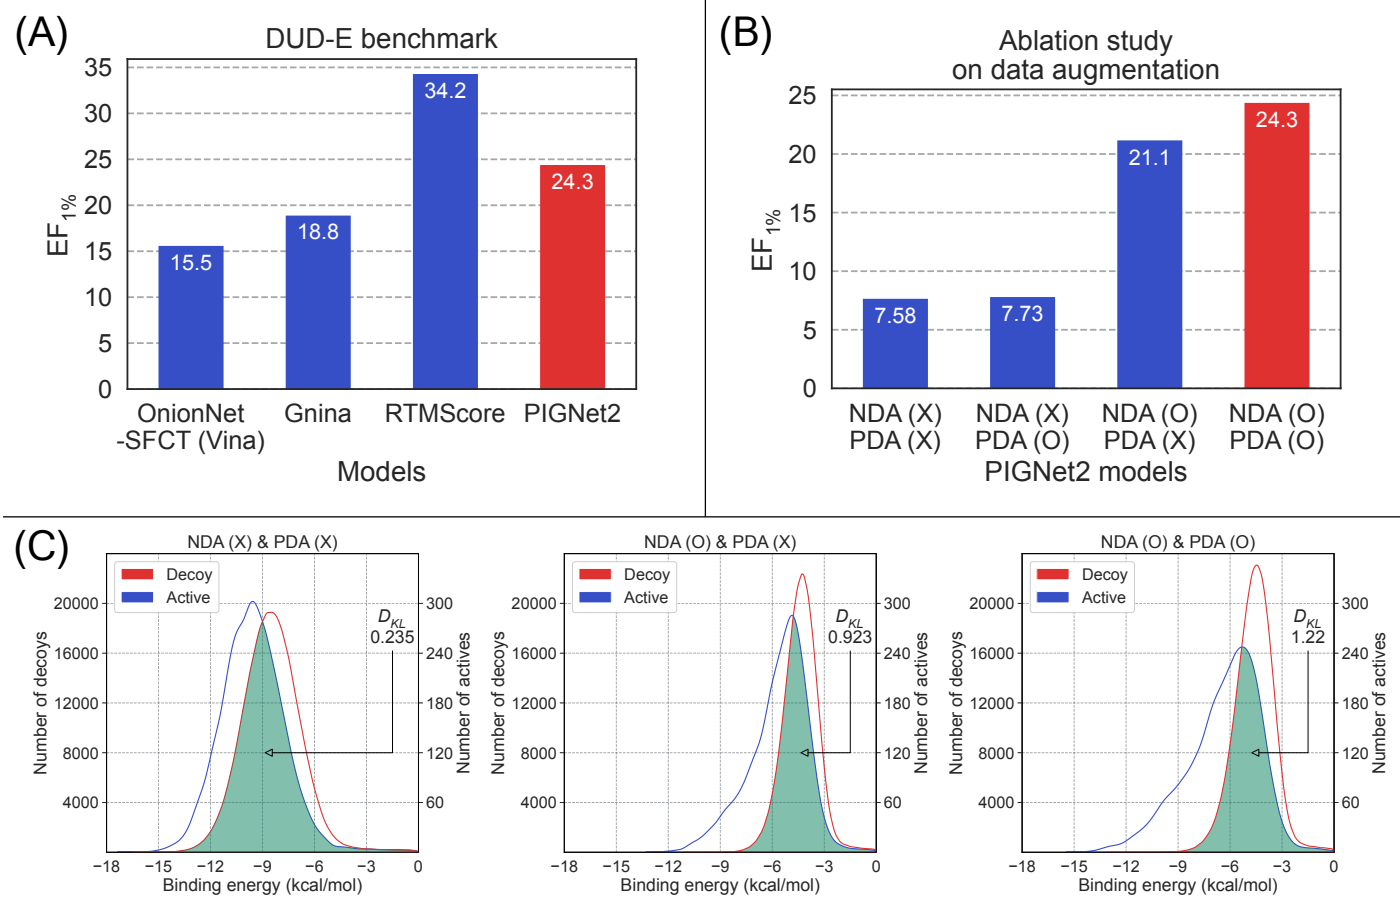 (A)
DUD-E benchmark
EF1%
35
30
25
20
15
10
5
0
15.5
18.8
34.2
24.3
OnionNet
-SFCT (Vina)
Gnina
RTMScore
PIGNet2
Models
(B)
Ablation study
on data augmentation
EF1%
25
20
15
10
5
0
7.58
7.73
21.1
24.3
NDA (X)
PDA (X)
NDA (X)
PDA (O)
NDA (O)
PDA (X)
NDA (O)
PDA (O)
PIGNet2 models
(C)
NDA (X) & PDA (X)
Decoy
Active
Number of decoys
20000
16000
12000
8000
4000
DKL
0.235
300
240
180
120
60
Number of actives
−18
−15
−12
−9
−6
−3
0
Binding energy (kcal/mol)
NDA (O) & PDA (X)
Decoy
Active
Number of decoys
20000
16000
12000
8000
4000
DKL
0.923
300
240
180
120
60
Number of actives
−18
−15
−12
−9
−6
−3
0
Binding energy (kcal/mol)
NDA (O) & PDA (O)
Decoy
Active
Number of decoys
20000
16000
12000
8000
4000
DKL
1.22
300
240
180
120
60
Number of actives
−18
−15
−12
−9
−6
−3
0
Binding energy (kcal/mol)